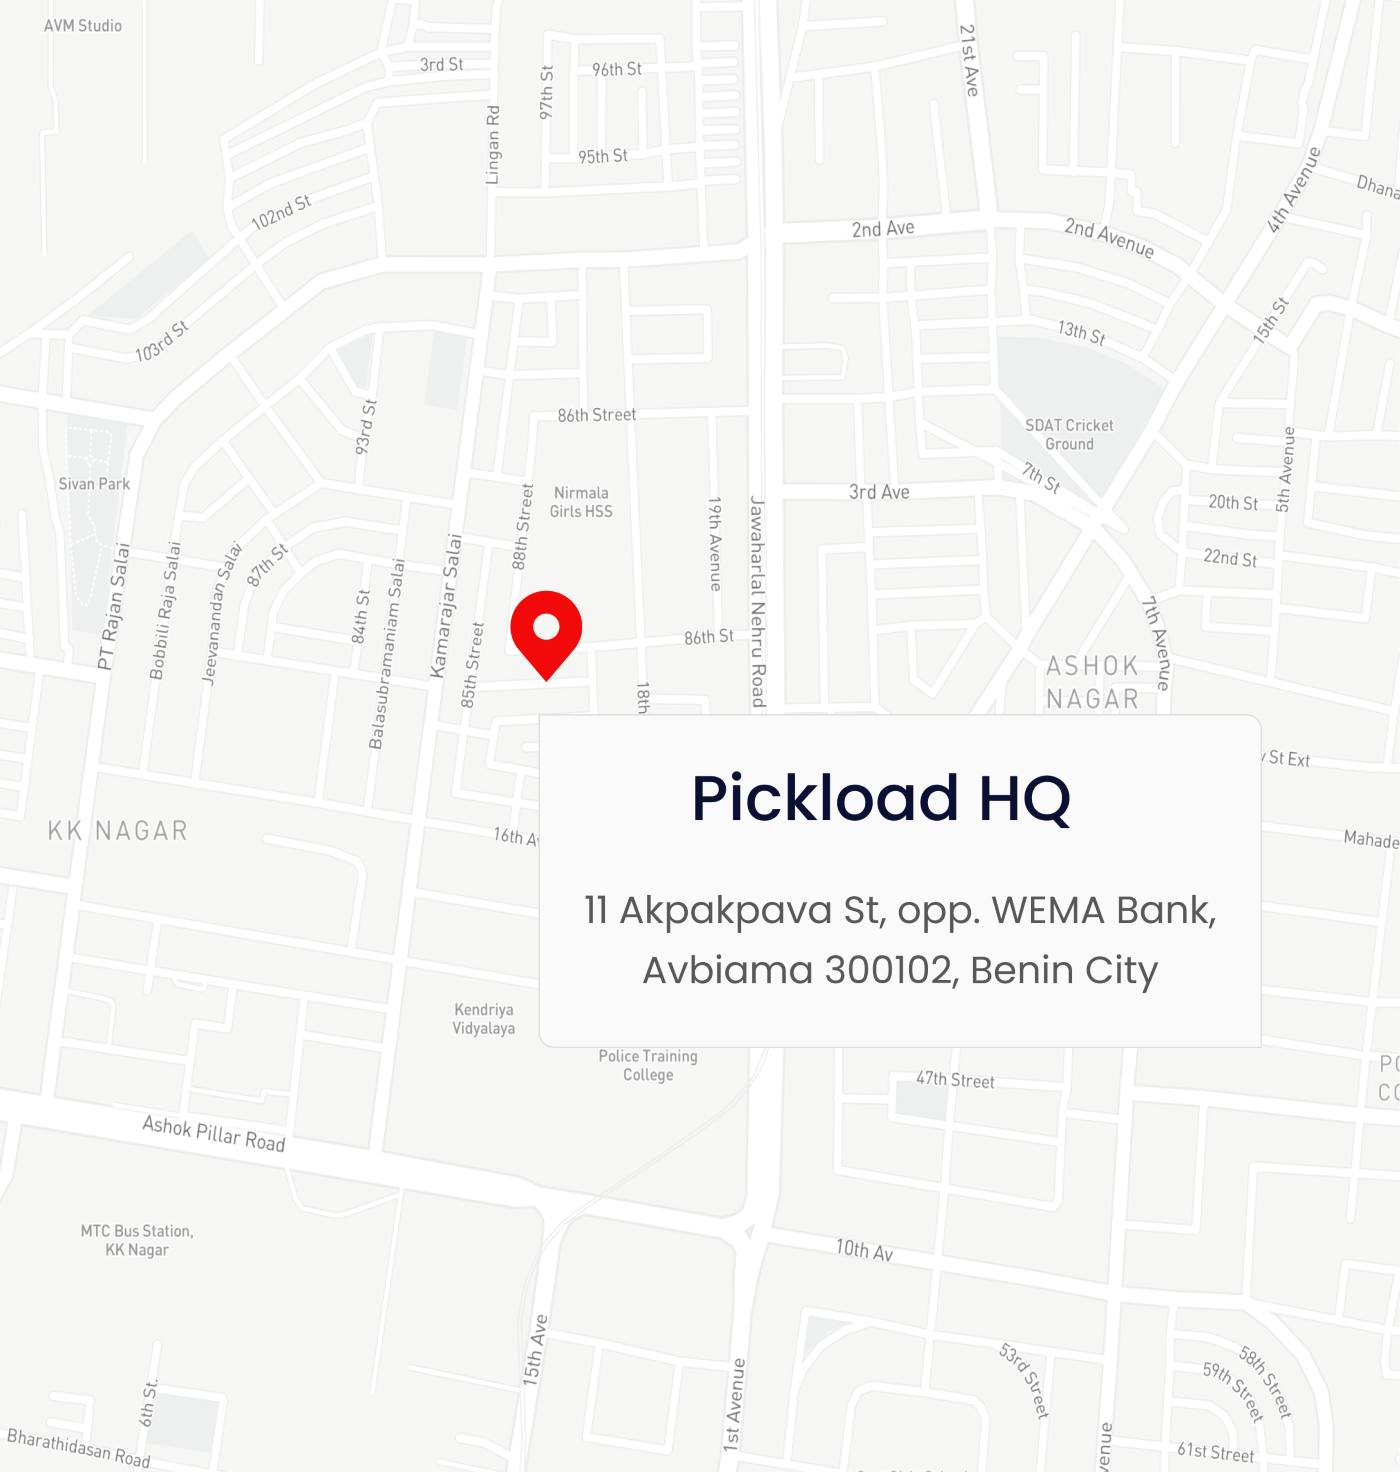 AVM Studio
3rd St
97th St
96th St
21st Ave
Lingan Rd
95th St
4th Avenue
102nd St
2nd Ave
2nd Avenue
103rd St
15th St
13th St
93rd St
86th Street
SDAT Cricket
Ground
Sivan Park
Nirmala
Girls HSS
88th Street
3rd Ave
7th St
5th Avenue
20th St
19th Avenue
Jawaharlal Nehru Road
22nd St
PT Rajan Salai
Bobbili Raja Salai
Jeevanandan Salai
87th St
84th St
Balasubramaniam Salai
Kamarajar Salai
85th Street
86th St
7th Avenue
ASHOK
NAGAR
18th
St Ext
Pickload HQ
KK NAGAR
16th Av
11 Akpakpava St, opp. WEMA Bank,
Avbiama 300102, Benin City
Kendriya
Vidyalaya
Police Training
College
47th Street
Ashok Pillar Road
MTC Bus Station,
KK Nagar
10th Av
15th Ave
1st Avenue
53rd Street
58th Street
59th Street
6th St.
61st Street
Bharathidasan Road